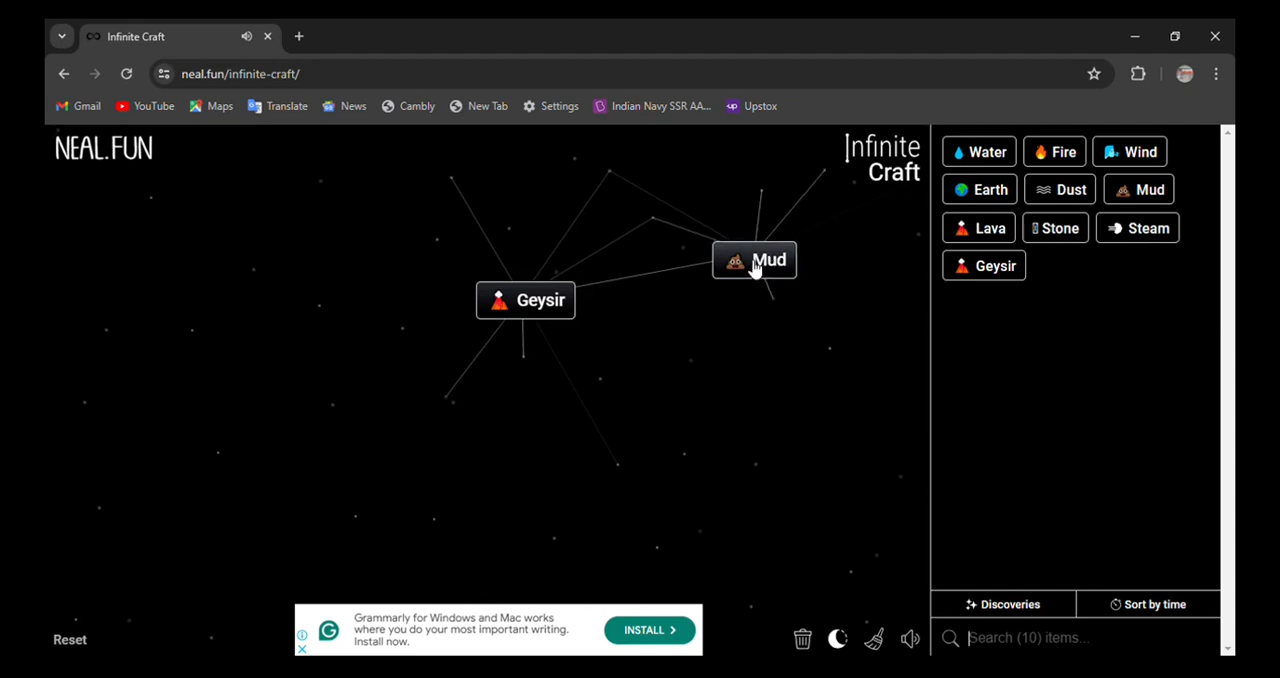 Infinite Craft
neal.fun/infinite-craft/
Gmail YouTube Maps Translate News Cambly New Tab Settings Indian Navy SSR AA... Upstox
NEAL.FUN
Infinite
Craft
Water Fire Wind
Earth Dust Mud
Lava Stone Steam
Geysir
Mud
Geysir
Discoveries Sort by time
Grammarly for Windows and Mac works
where you do your most important writing.
Install now.
INSTALL >
Reset
Search (10) items...